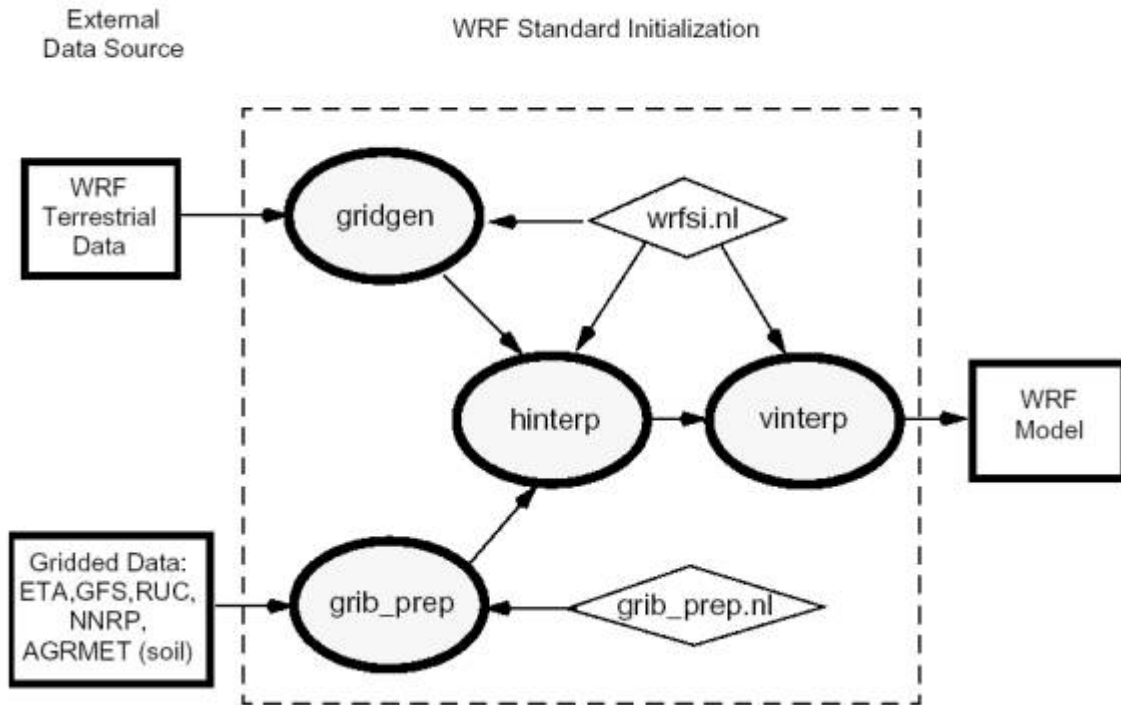 External
Data Source
WRF Standard Initialization
WRF
Terrestrial
Data
gridgen
wrfsi.nl
hinterp
vinterp
WRF
Model
Gridded Data:
ETA,GFS,RUC,
NNRP,
AGRMET (soil)
grib_prep
grib_prep.nl